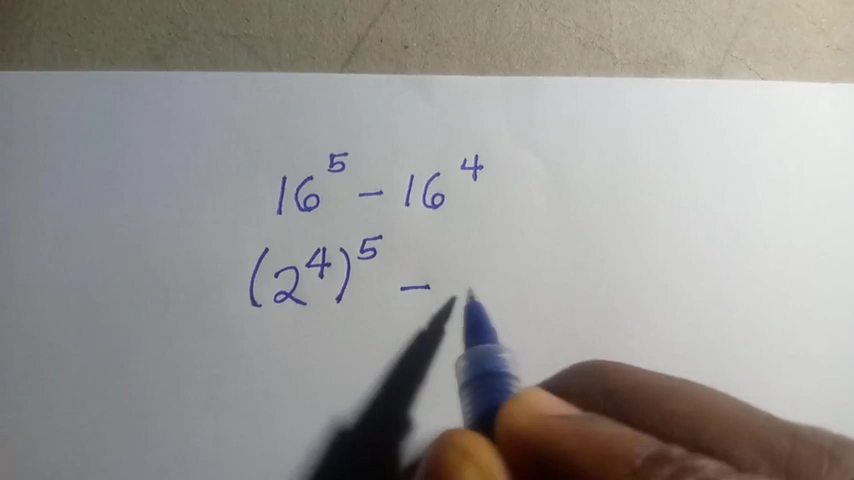 16⁵ - 16⁴
(2⁴)⁵ -